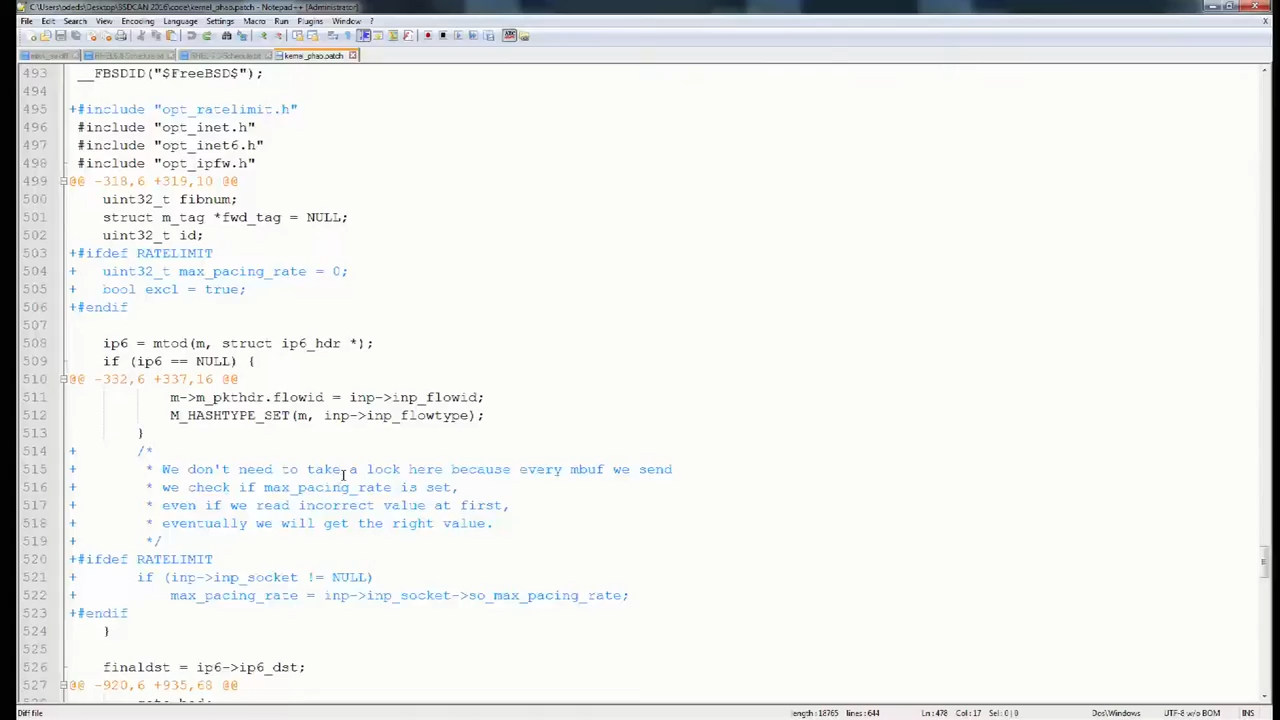 C:\Users\odeds\Desktop\BSDCAN 2016\code\kernel_phab.patch - Notepad++ [Administrator]
File Edit Search View Encoding Language Settings Macro Run Plugins Window ?
kernel_phab.patch
493 __FBSDID("$FreeBSD$");
494
495 +#include "opt_ratelimit.h"
496 #include "opt_inet.h"
497 #include "opt_inet6.h"
498 #include "opt_ipfw.h"
499 @@ -318,6 +319,10 @@
500 uint32_t fibnum;
501 struct m_tag *fwd_tag = NULL;
502 uint32_t id;
503 +#ifdef RATELIMIT
504 + uint32_t max_pacing_rate = 0;
505 + bool excl = true;
506 +#endif
507
508 ip6 = mtod(m, struct ip6_hdr *);
509 if (ip6 == NULL) {
510 @@ -332,6 +337,16 @@
511 m->m_pkthdr.flowid = inp->inp_flowid;
512 M_HASHTYPE_SET(m, inp->inp_flowtype);
513 }
514 + /*
515 + * We don't need to take a lock here because every mbuf we send
516 + * we check if max_pacing_rate is set,
517 + * even if we read incorrect value at first,
518 + * eventually we will get the right value.
519 + */
520 +#ifdef RATELIMIT
521 + if (inp->inp_socket != NULL)
522 + max_pacing_rate = inp->inp_socket->so_max_pacing_rate;
523 +#endif
524 }
525
526 finaldst = ip6->ip6_dst;
527 @@ -920,6 +935,68 @@
Diff file length : 18765 lines : 644 Ln : 478 Col : 17 Sel : 0 | 0 Dos\Windows UTF-8 w/o BOM INS